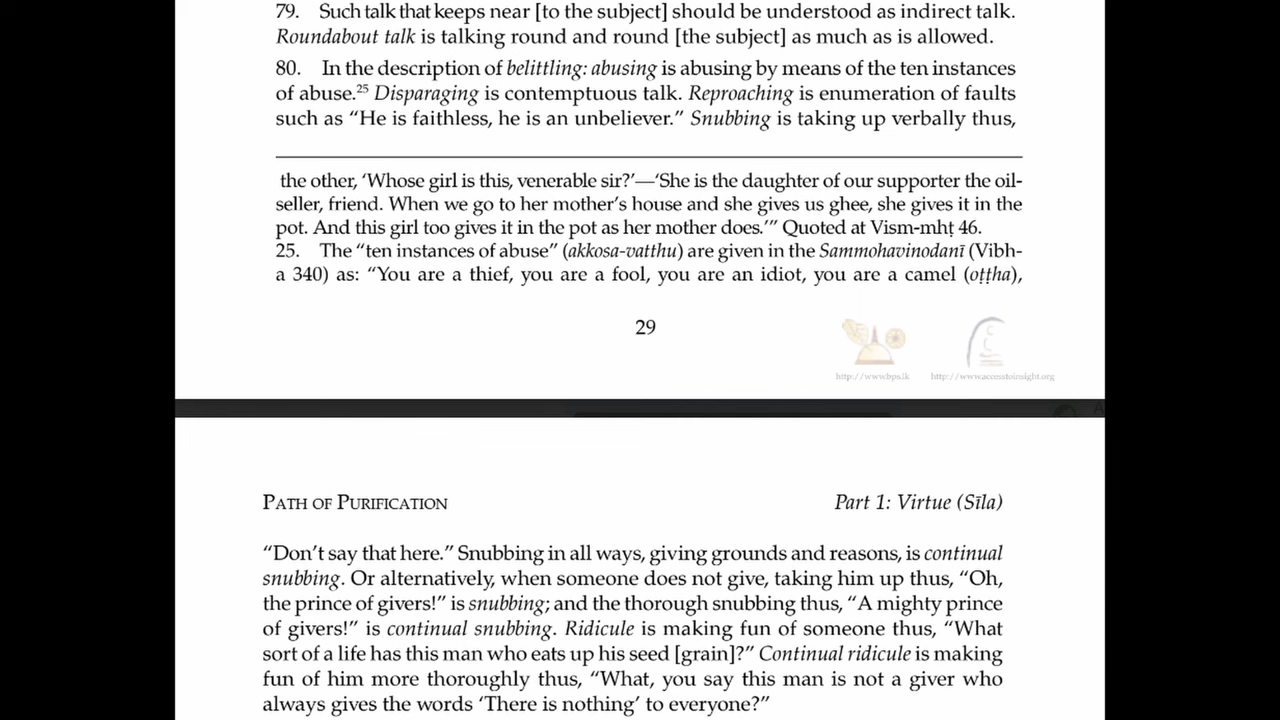 79. Such talk that keeps near [to the subject] should be understood as indirect talk.
Roundabout talk is talking round and round [the subject] as much as is allowed.
80. In the description of belittling: abusing is abusing by means of the ten instances
of abuse.25 Disparaging is contemptuous talk. Reproaching is enumeration of faults
such as “He is faithless, he is an unbeliever.” Snubbing is taking up verbally thus,
the other, ‘Whose girl is this, venerable sir?’—‘She is the daughter of our supporter the oil-
seller, friend. When we go to her mother’s house and she gives us ghee, she gives it in the
pot. And this girl too gives it in the pot as her mother does.’” Quoted at Vism-mhṭ 46.
25. The “ten instances of abuse” (akkosa-vatthu) are given in the Sammohavinodanī (Vibh-
a 340) as: “You are a thief, you are a fool, you are an idiot, you are a camel (oṭṭha),
29
http://www.bps.lk http://www.accesstoinsight.org
PATH OF PURIFICATION Part 1: Virtue (Sīla)
“Don’t say that here.” Snubbing in all ways, giving grounds and reasons, is continual
snubbing. Or alternatively, when someone does not give, taking him up thus, “Oh,
the prince of givers!” is snubbing; and the thorough snubbing thus, “A mighty prince
of givers!” is continual snubbing. Ridicule is making fun of someone thus, “What
sort of a life has this man who eats up his seed [grain]?” Continual ridicule is making
fun of him more thoroughly thus, “What, you say this man is not a giver who
always gives the words ‘There is nothing’ to everyone?”